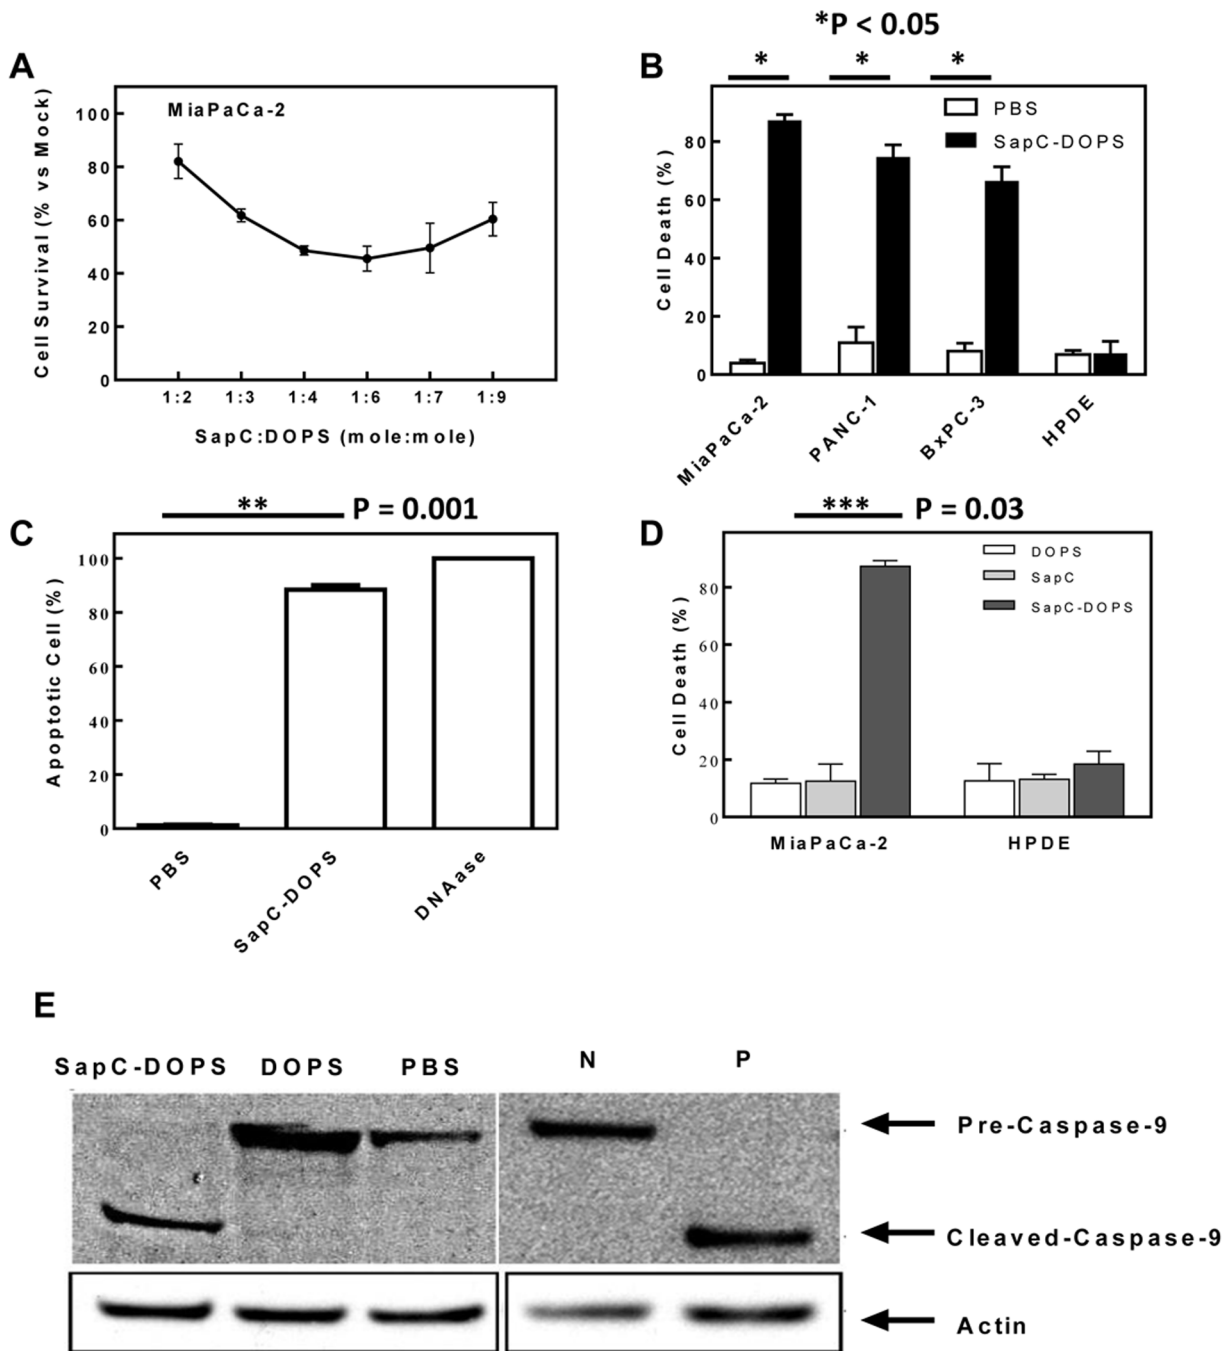 *P < 0.05
A
MiaPaCa-2
Cell Survival (% vs Mock)
100
80
60
40
20
0
1:2 1:3 1:4 1:6 1:7 1:9
SapC:DOPS (mole:mole)
B
* * *
PBS
SapC-DOPS
Cell Death (%)
80
60
40
20
0
MiaPaCa-2
PANC-1
BxPC-3
HPDE
C
** P = 0.001
Apoptotic Cell (%)
100
80
60
40
20
0
PBS
SapC-DOPS
DNAase
D
*** P = 0.03
DOPS
SapC
SapC-DOPS
Cell Death (%)
80
60
40
20
0
MiaPaCa-2 HPDE
E
SapC-DOPS DOPS PBS N P
Pre-Caspase-9
Cleaved-Caspase-9
Actin